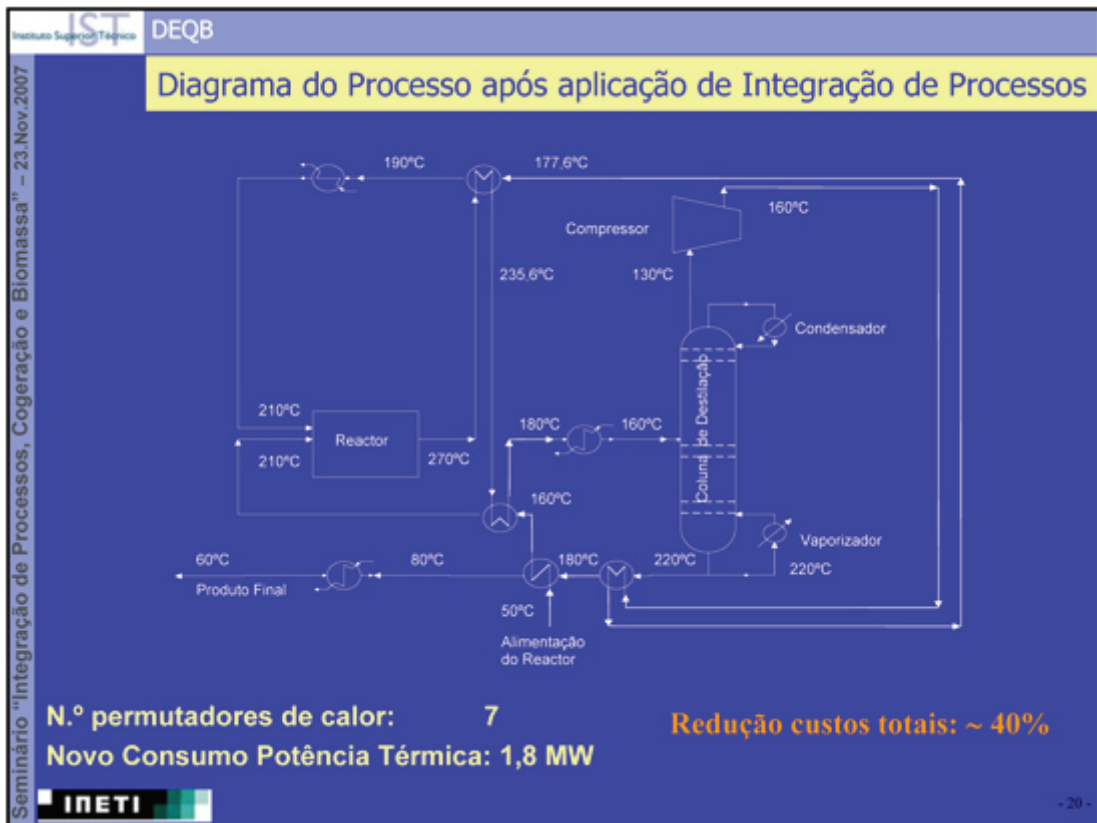 IST
Instituto Superior Técnico
DEQB
Seminário "Integração de Processos, Cogeração e Biomassa" – 23.Nov.2007
Diagrama do Processo após aplicação de Integração de Processos
190ºC
177,6ºC
160ºC
Compressor
235,6ºC
130ºC
Condensador
Coluna de Destilação
210ºC
180ºC
160ºC
Reactor
210ºC
270ºC
160ºC
Vaporizador
60ºC
80ºC
180ºC
220ºC
220ºC
Produto Final
50ºC
Alimentação
do Reactor
N.º permutadores de calor: 7
Redução custos totais: ~ 40%
Novo Consumo Potência Térmica: 1,8 MW
INETI
- 20 -